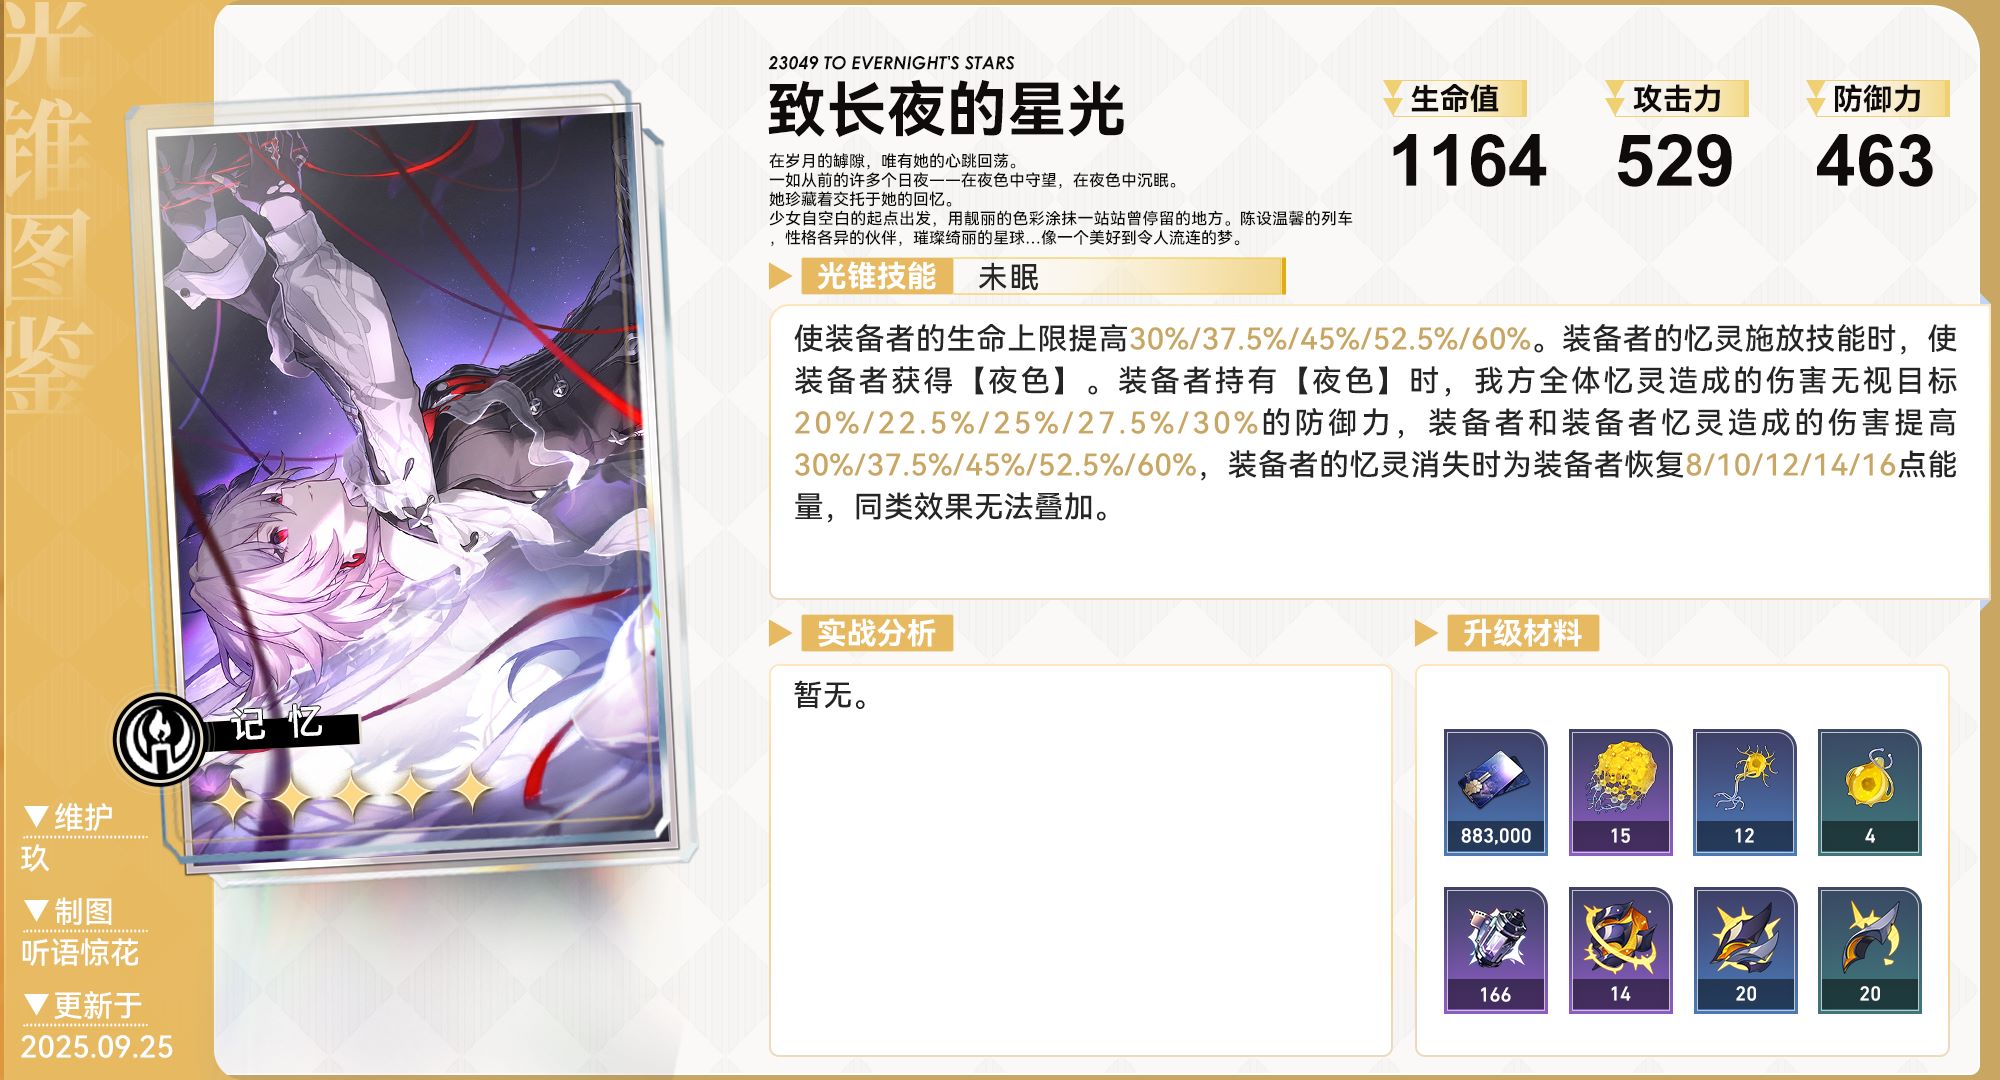 光锥图鉴
23049 TO EVERNIGHT'S STARS
致长夜的星光
在岁月的罅隙，唯有她的心跳回荡。
一如从前的许多个日夜——在夜色中守望，在夜色中沉眠。
她珍藏着交托于她的回忆。
少女自空白的起点出发，用靓丽的色彩涂抹一站站曾停留的地方。陈设温馨的列车
，性格各异的伙伴，璀璨绮丽的星球...像一个美好到令人流连的梦。
生命值
1164
攻击力
529
防御力
463
光锥技能 未眠
使装备者的生命上限提高30%/37.5%/45%/52.5%/60%。装备者的忆灵施放技能时，使
装备者获得【夜色】。装备者持有【夜色】时，我方全体忆灵造成的伤害无视目标
20%/22.5%/25%/27.5%/30%的防御力，装备者和装备者忆灵造成的伤害提高
30%/37.5%/45%/52.5%/60%，装备者的忆灵消失时为装备者恢复8/10/12/14/16点能
量，同类效果无法叠加。
实战分析
暂无。
升级材料
883,000 15 12 4
166 14 20 20
记忆
维护
玖
制图
听语惊花
更新于
2025.09.25